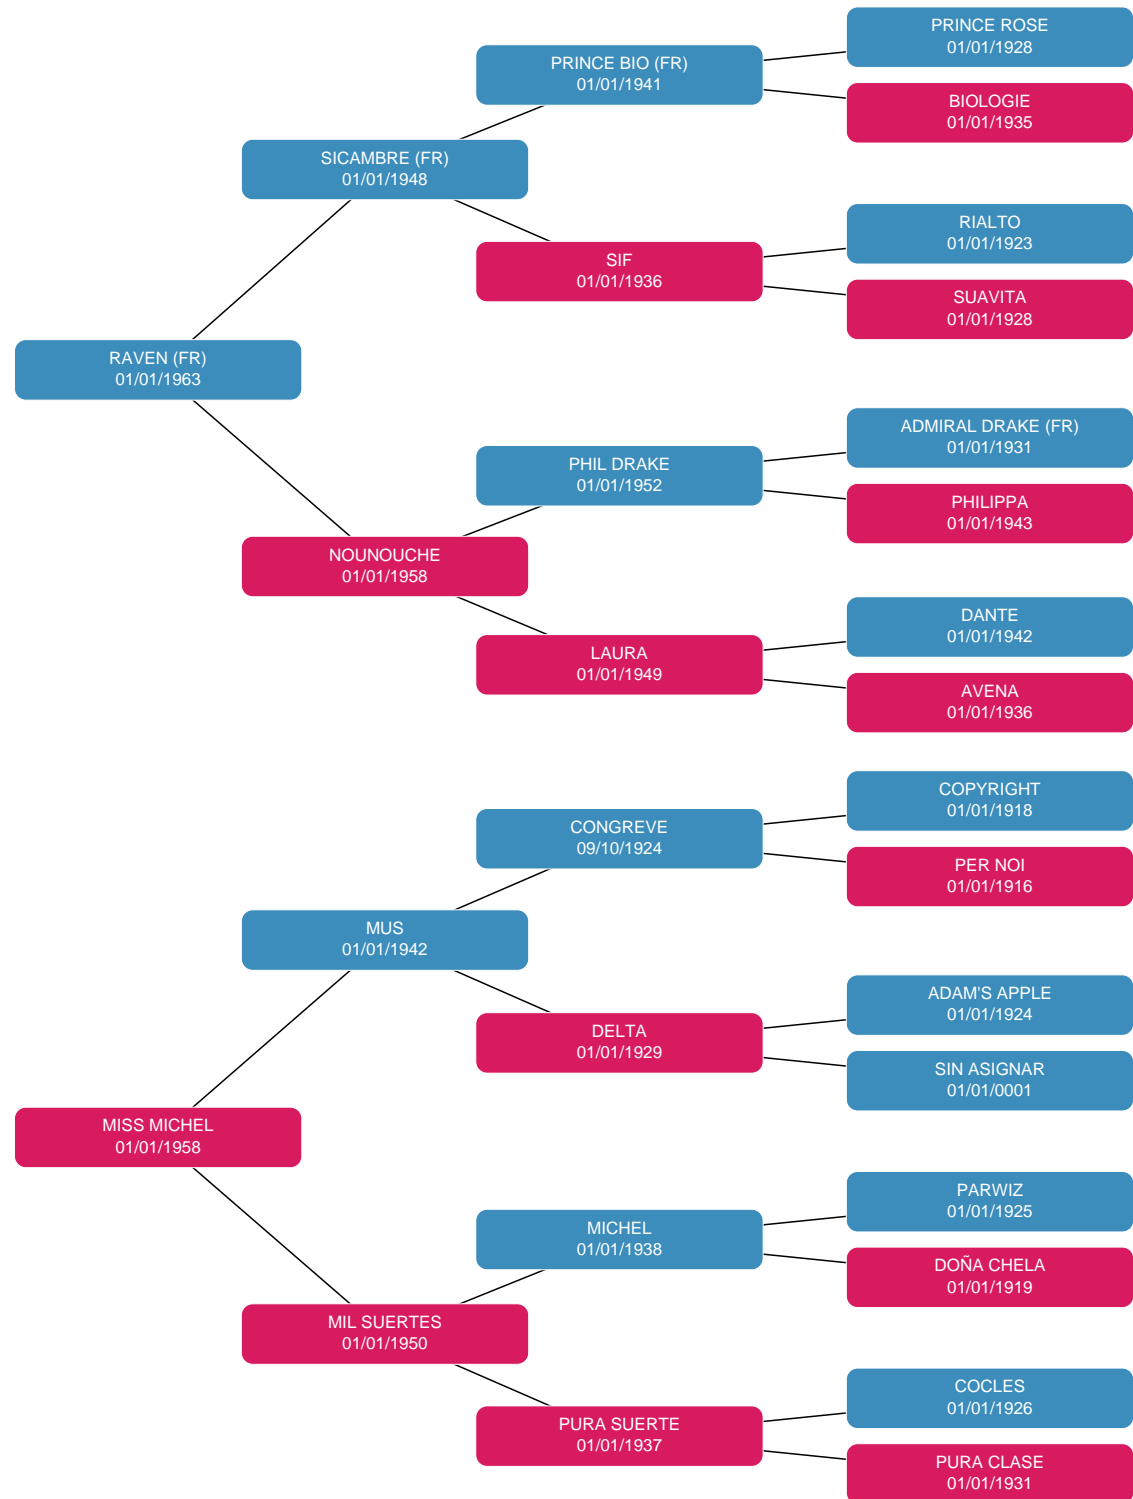 PRINCE ROSE
01/01/1928
PRINCE BIO (FR)
01/01/1941
BIOLOGIE
01/01/1935
SICAMBRE (FR)
01/01/1948
RIALTO
01/01/1923
SIF
01/01/1936
SUAVITA
01/01/1928
RAVEN (FR)
01/01/1963
ADMIRAL DRAKE (FR)
01/01/1931
PHIL DRAKE
01/01/1952
PHILIPPA
01/01/1943
NOUNOUCHE
01/01/1958
DANTE
01/01/1942
LAURA
01/01/1949
AVENA
01/01/1936
COPYRIGHT
01/01/1918
CONGREVE
09/10/1924
PER NOI
01/01/1916
MUS
01/01/1942
ADAM'S APPLE
01/01/1924
DELTA
01/01/1929
SIN ASIGNAR
01/01/0001
MISS MICHEL
01/01/1958
PARWIZ
01/01/1925
MICHEL
01/01/1938
DOÑA CHELA
01/01/1919
MIL SUERTES
01/01/1950
COCLES
01/01/1926
PURA SUERTE
01/01/1937
PURA CLASE
01/01/1931